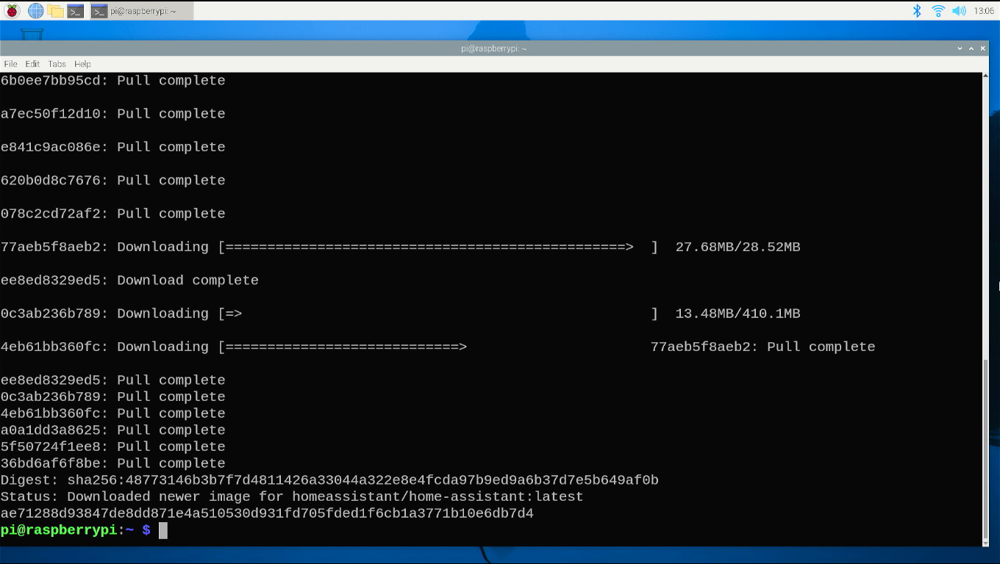 pi@raspberrypi: ~
13:06
pi@raspberrypi: ~
File Edit Tabs Help
6b0ee7bb95cd: Pull complete
a7ec50f12d10: Pull complete
e841c9ac086e: Pull complete
620b0d8c7676: Pull complete
078c2cd72af2: Pull complete
77aeb5f8aeb2: Downloading [================================================> ] 27.68MB/28.52MB
ee8ed8329ed5: Download complete
0c3ab236b789: Downloading [=> ] 13.48MB/410.1MB
4eb61bb360fc: Downloading [============================> 77aeb5f8aeb2: Pull complete
ee8ed8329ed5: Pull complete
0c3ab236b789: Pull complete
4eb61bb360fc: Pull complete
a0a1dd3a8625: Pull complete
5f50724f1ee8: Pull complete
36bd6af6f8be: Pull complete
Digest: sha256:48773146b3b7f7d4811426a33044a322e8e4fcda97b9ed9a6b37d7e5b649af0b
Status: Downloaded newer image for homeassistant/home-assistant:latest
ae71288d93847de8dd871e4a510530d931fd705fded1f6cb1a3771b10e6db7d4
pi@raspberrypi:~ $